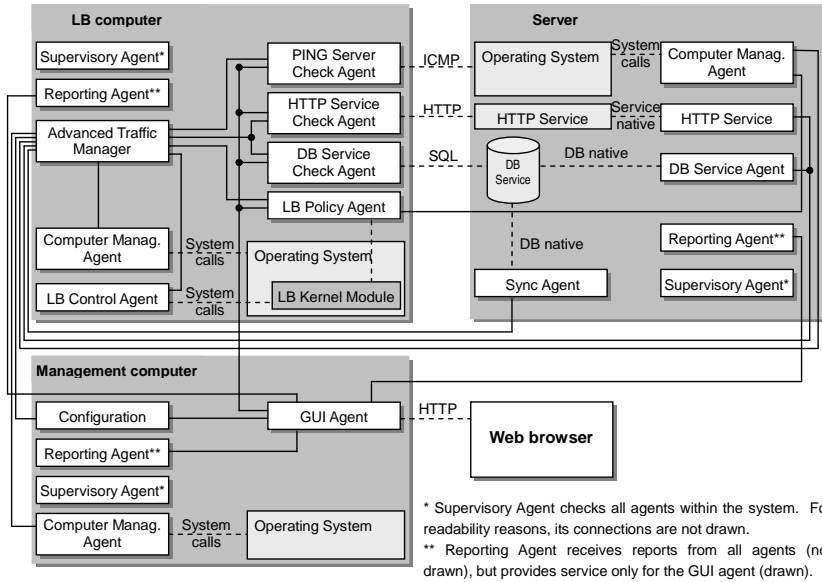 LB computer
Supervisory Agent*
Reporting Agent**
Advanced Traffic
Manager
Computer Manag.
Agent
LB Control Agent
System
calls
System
calls
PING Server
Check Agent
HTTP Service
Check Agent
DB Service
Check Agent
LB Policy Agent
Operating System
LB Kernel Module
ICMP
HTTP
SQL
Server
Operating System
System
calls
Computer Manag.
Agent
HTTP Service
Service
native
HTTP Service
DB
Service
DB native
DB Service Agent
DB native
Reporting Agent**
Sync Agent
Supervisory Agent*
Management computer
Configuration
Reporting Agent**
Supervisory Agent*
Computer Manag.
Agent
System
calls
Operating System
GUI Agent
HTTP
Web browser
* Supervisory Agent checks all agents within the system. Fo
readability reasons, its connections are not drawn.
** Reporting Agent receives reports from all agents (no
drawn), but provides service only for the GUI agent (drawn).